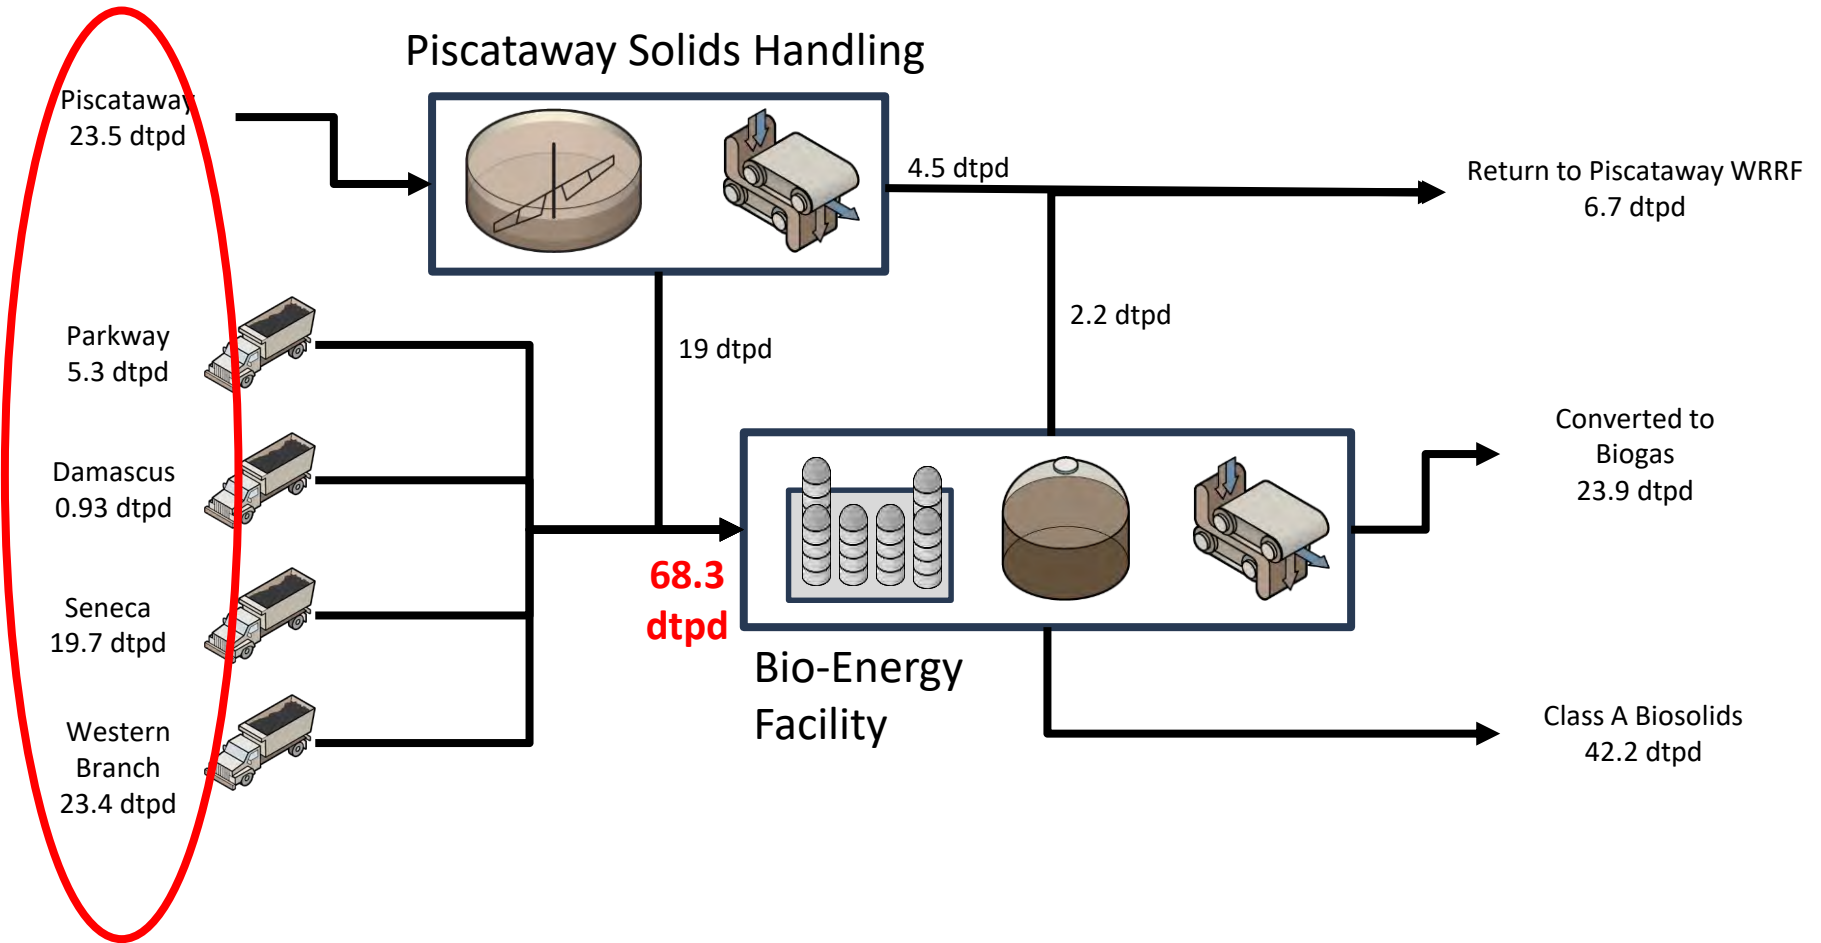 Piscataway Solids Handling
Piscataway
23.5 dtpd
4.5 dtpd
Return to Piscataway WRRF
6.7 dtpd
2.2 dtpd
Parkway
5.3 dtpd
19 dtpd
Converted to
Biogas
23.9 dtpd
Damascus
0.93 dtpd
68.3
dtpd
Seneca
19.7 dtpd
Bio-Energy
Facility
Western
Branch
23.4 dtpd
Class A Biosolids
42.2 dtpd